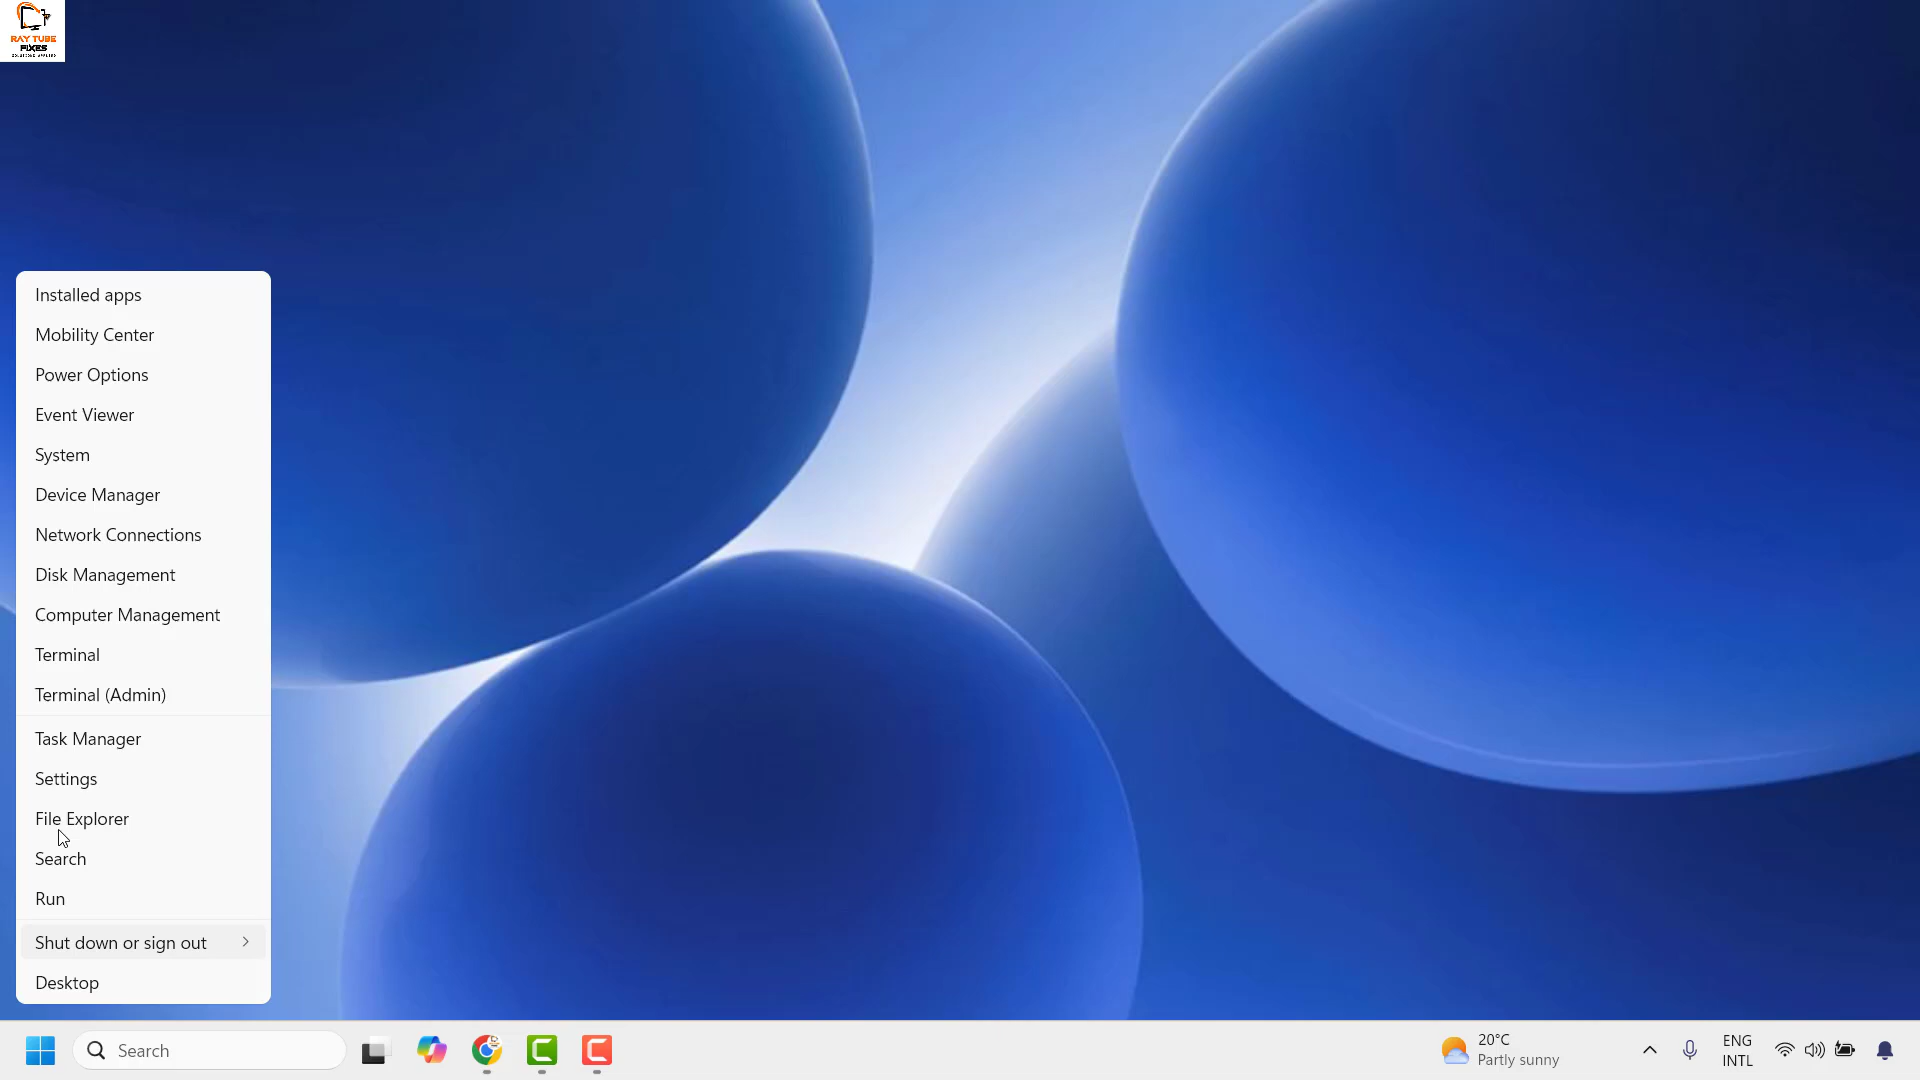 RAY TUBE
FIXES
SOLUTIONS APPLIED
Installed apps
Mobility Center
Power Options
Event Viewer
System
Device Manager
Network Connections
Disk Management
Computer Management
Terminal
Terminal (Admin)
Task Manager
Settings
File Explorer
Search
Run
Shut down or sign out
Desktop
Search
20°C
Partly sunny
ENG
INTL